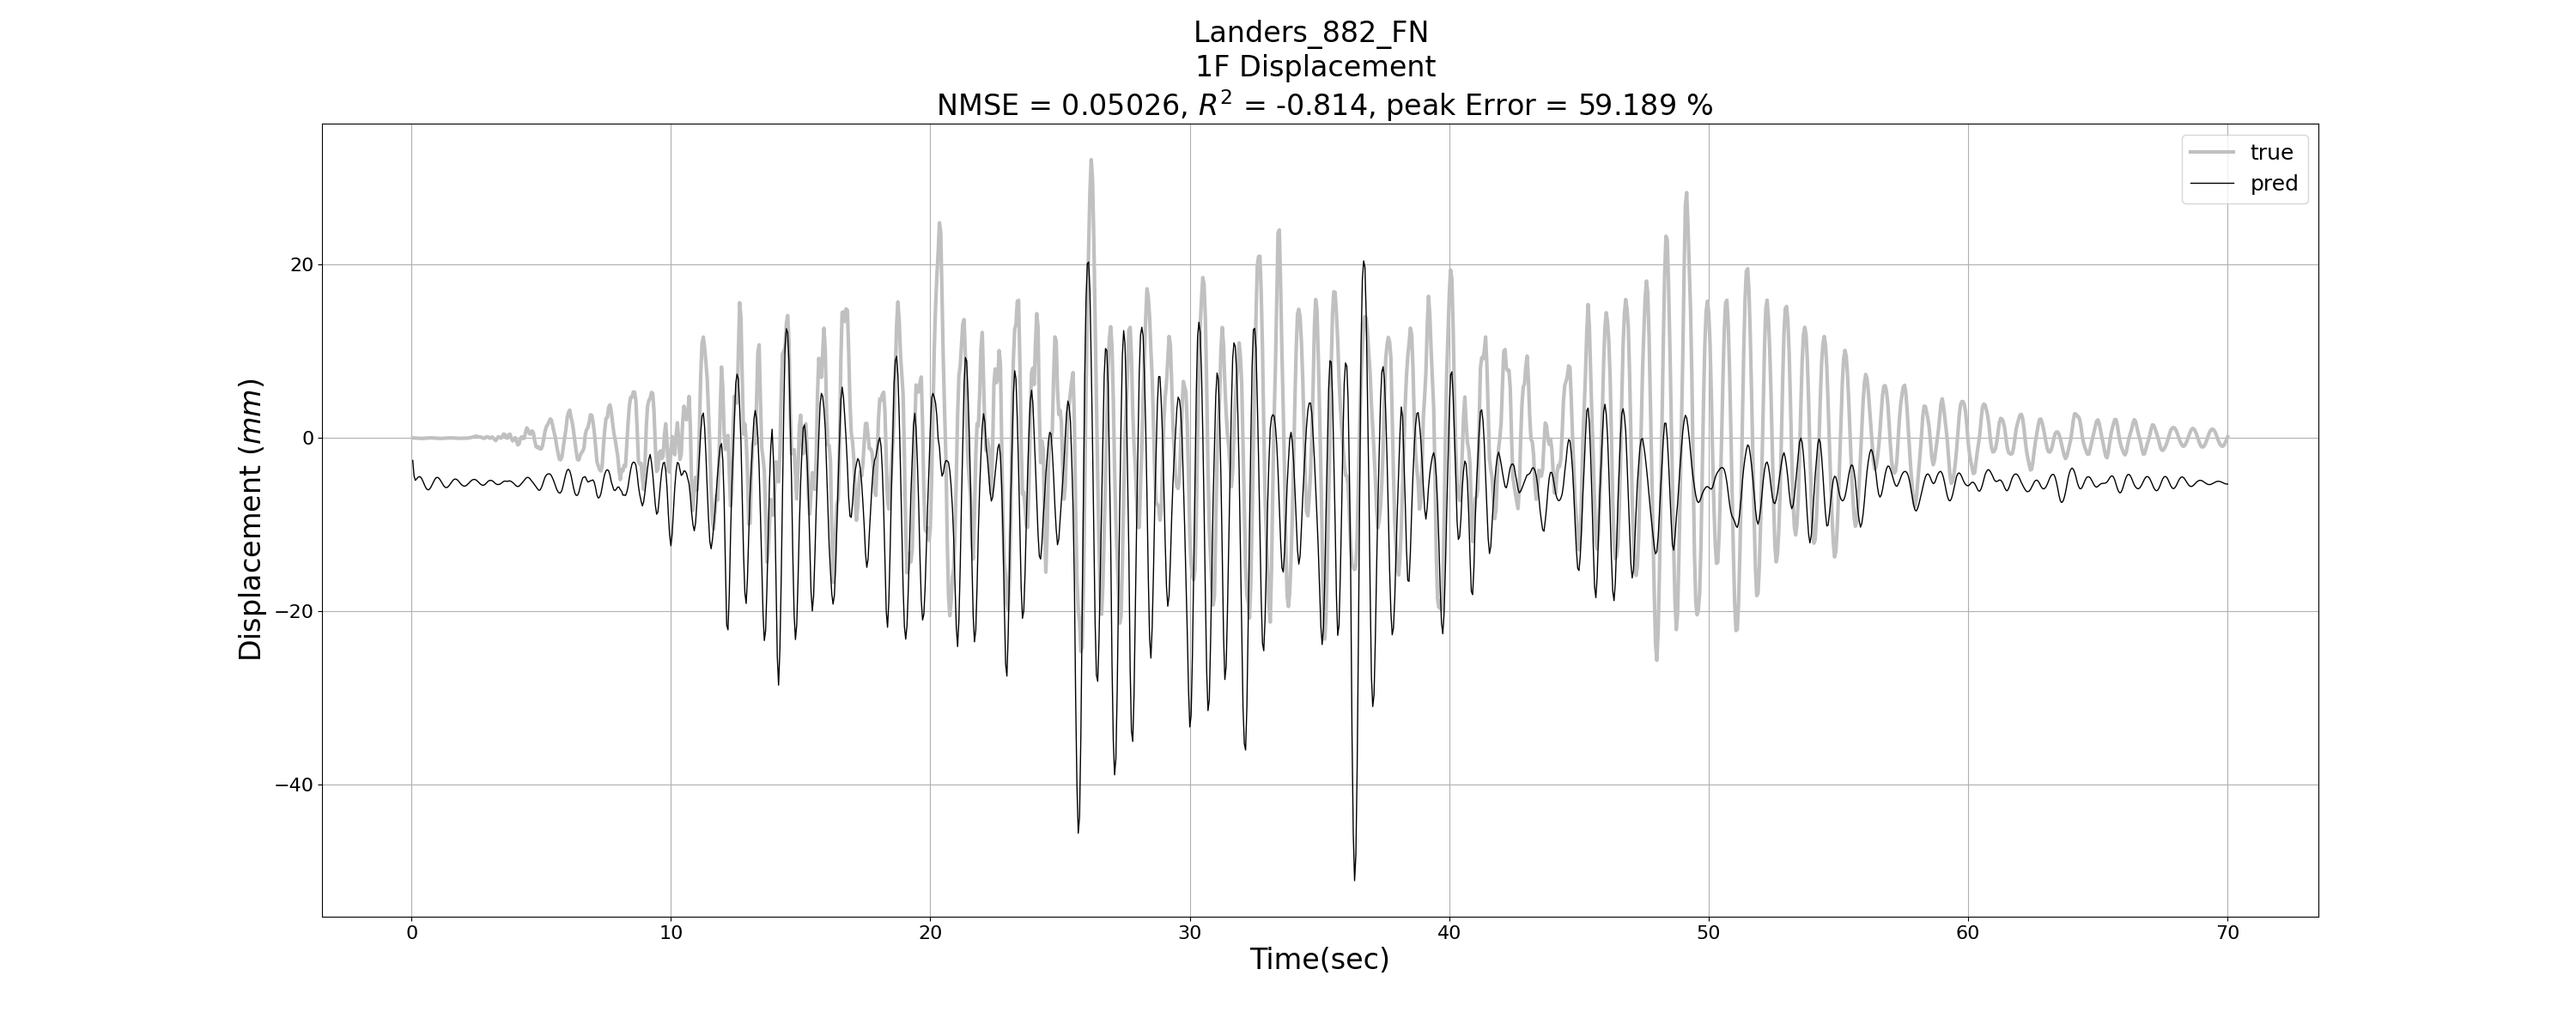 Landers_882_FN
1F Displacement
NMSE = 0.05026, R² = -0.814, peak Error = 59.189 %
true
pred
Displacement (mm)
20
0
−20
−40
0 10 20 30 40 50 60 70
Time(sec)